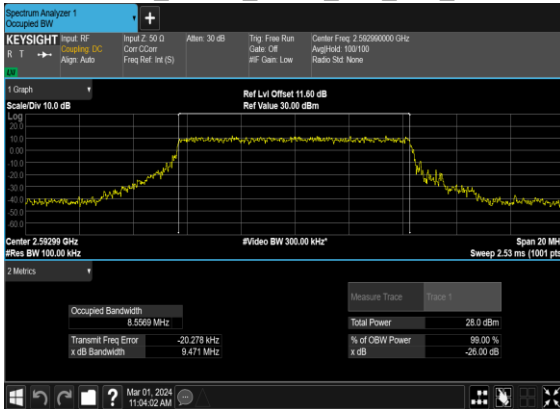 Spectrum Analyzer 1
Occupied BW
KEYSIGHT Input: RF Input Z: 50 Ω Atten: 30 dB Trig: Free Run Center Freq: 2.592990000 GHz
R T Coupling: DC Corr CCorr Gate: Off Avg|Hold: 100/100
Align: Auto Freq Ref: Int (S) #IF Gain: Low Radio Std: None
LW
1 Graph
Ref Lvl Offset 11.60 dB
Scale/Div 10.0 dB Ref Value 30.00 dBm
Log
20.0
10.0
0.00
-10.0
-20.0
-30.0
-40.0
-50.0
-60.0
Center 2.59299 GHz #Video BW 300.00 kHz* Span 20 MH
#Res BW 100.00 kHz Sweep 2.53 ms (1001 pts
2 Metrics
Measure Trace Trace 1
Occupied Bandwidth
8.5569 MHz Total Power 28.0 dBm
Transmit Freq Error -20.278 kHz % of OBW Power 99.00 %
x dB Bandwidth 9.471 MHz x dB -26.00 dB
Mar 01, 2024
11:04:02 AM